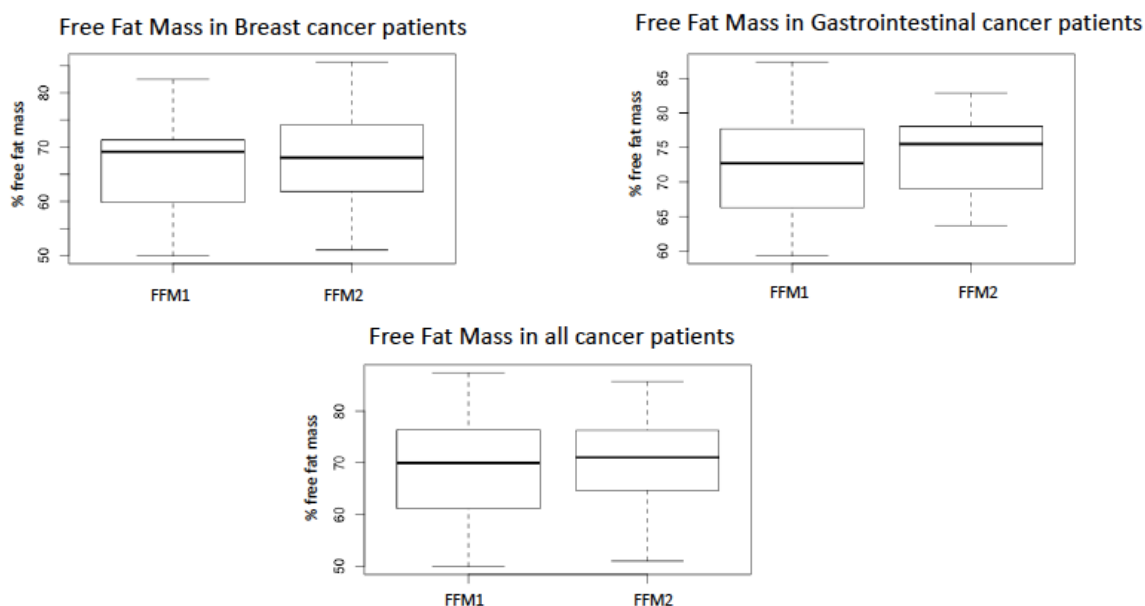 Free Fat Mass in Breast cancer patients
% free fat mass
80
70
60
50
FFM1 FFM2
Free Fat Mass in Gastrointestinal cancer patients
% free fat mass
85
80
75
70
65
60
FFM1 FFM2
Free Fat Mass in all cancer patients
% free fat mass
80
70
60
50
FFM1 FFM2